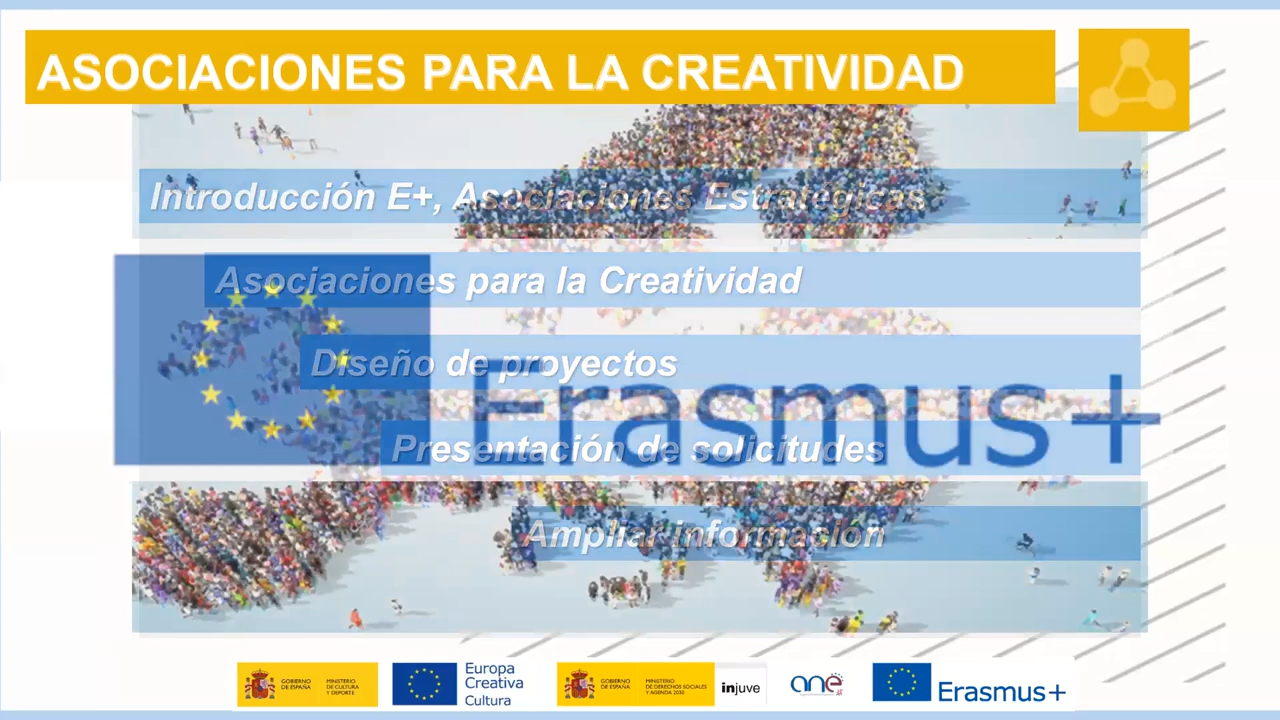 ASOCIACIONES PARA LA CREATIVIDAD
Introducción E+, Asociaciones Estratégicas
Asociaciones para la Creatividad
Diseño de proyectos
Erasmus+
Presentación de solicitudes
Ampliar información
GOBIERNO
DE ESPAÑA
MINISTERIO
DE CULTURA
Y DEPORTE
Europa
Creativa
Cultura
GOBIERNO
DE ESPAÑA
MINISTERIO
DE DERECHOS SOCIALES
Y AGENDA 2030
injuve
ane
Erasmus+